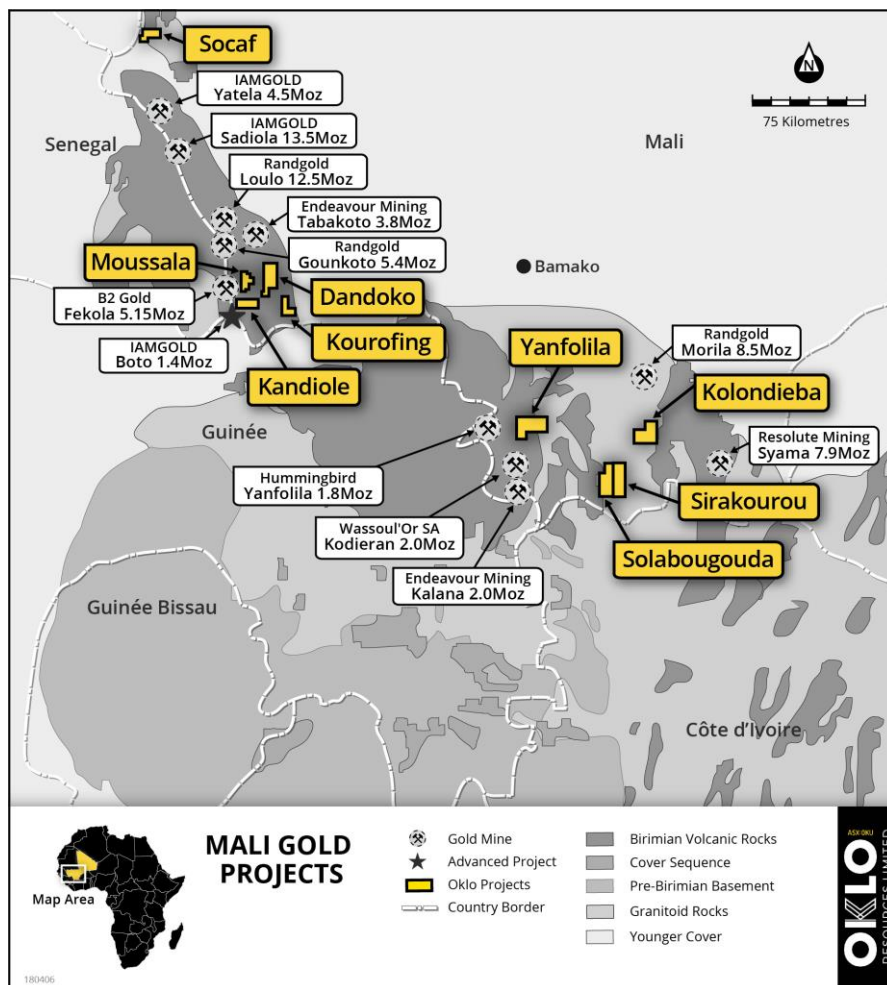 Socaf
IAMGOLD
Yatela 4.5Moz
N
75 Kilometres
Senegal
IAMGOLD
Sadiola 13.5Moz
Mali
Randgold
Loulo 12.5Moz
Endeavour Mining
Tabakoto 3.8Moz
Randgold
Gounkoto 5.4Moz
Moussala
Bamako
B2 Gold
Fekola 5.15Moz
Dandoko
IAMGOLD
Boto 1.4Moz
Kourofing
Yanfolila
Randgold
Morila 8.5Moz
Kandiole
Kolondieba
Guinée
Resolute Mining
Syama 7.9Moz
Hummingbird
Yanfolila 1.8Moz
Sirakourou
Wassoul'Or SA
Kodieran 2.0Moz
Solabougouda
Endeavour Mining
Kalana 2.0Moz
Guinée Bissau
Côte d'Ivoire
Map Area
MALI GOLD
PROJECTS
Gold Mine
Advanced Project
Oklo Projects
Country Border
Birimian Volcanic Rocks
Cover Sequence
Pre-Birimian Basement
Granitoid Rocks
Younger Cover
ASX OKU
OKLO
RESOURCES LIMITED
180406